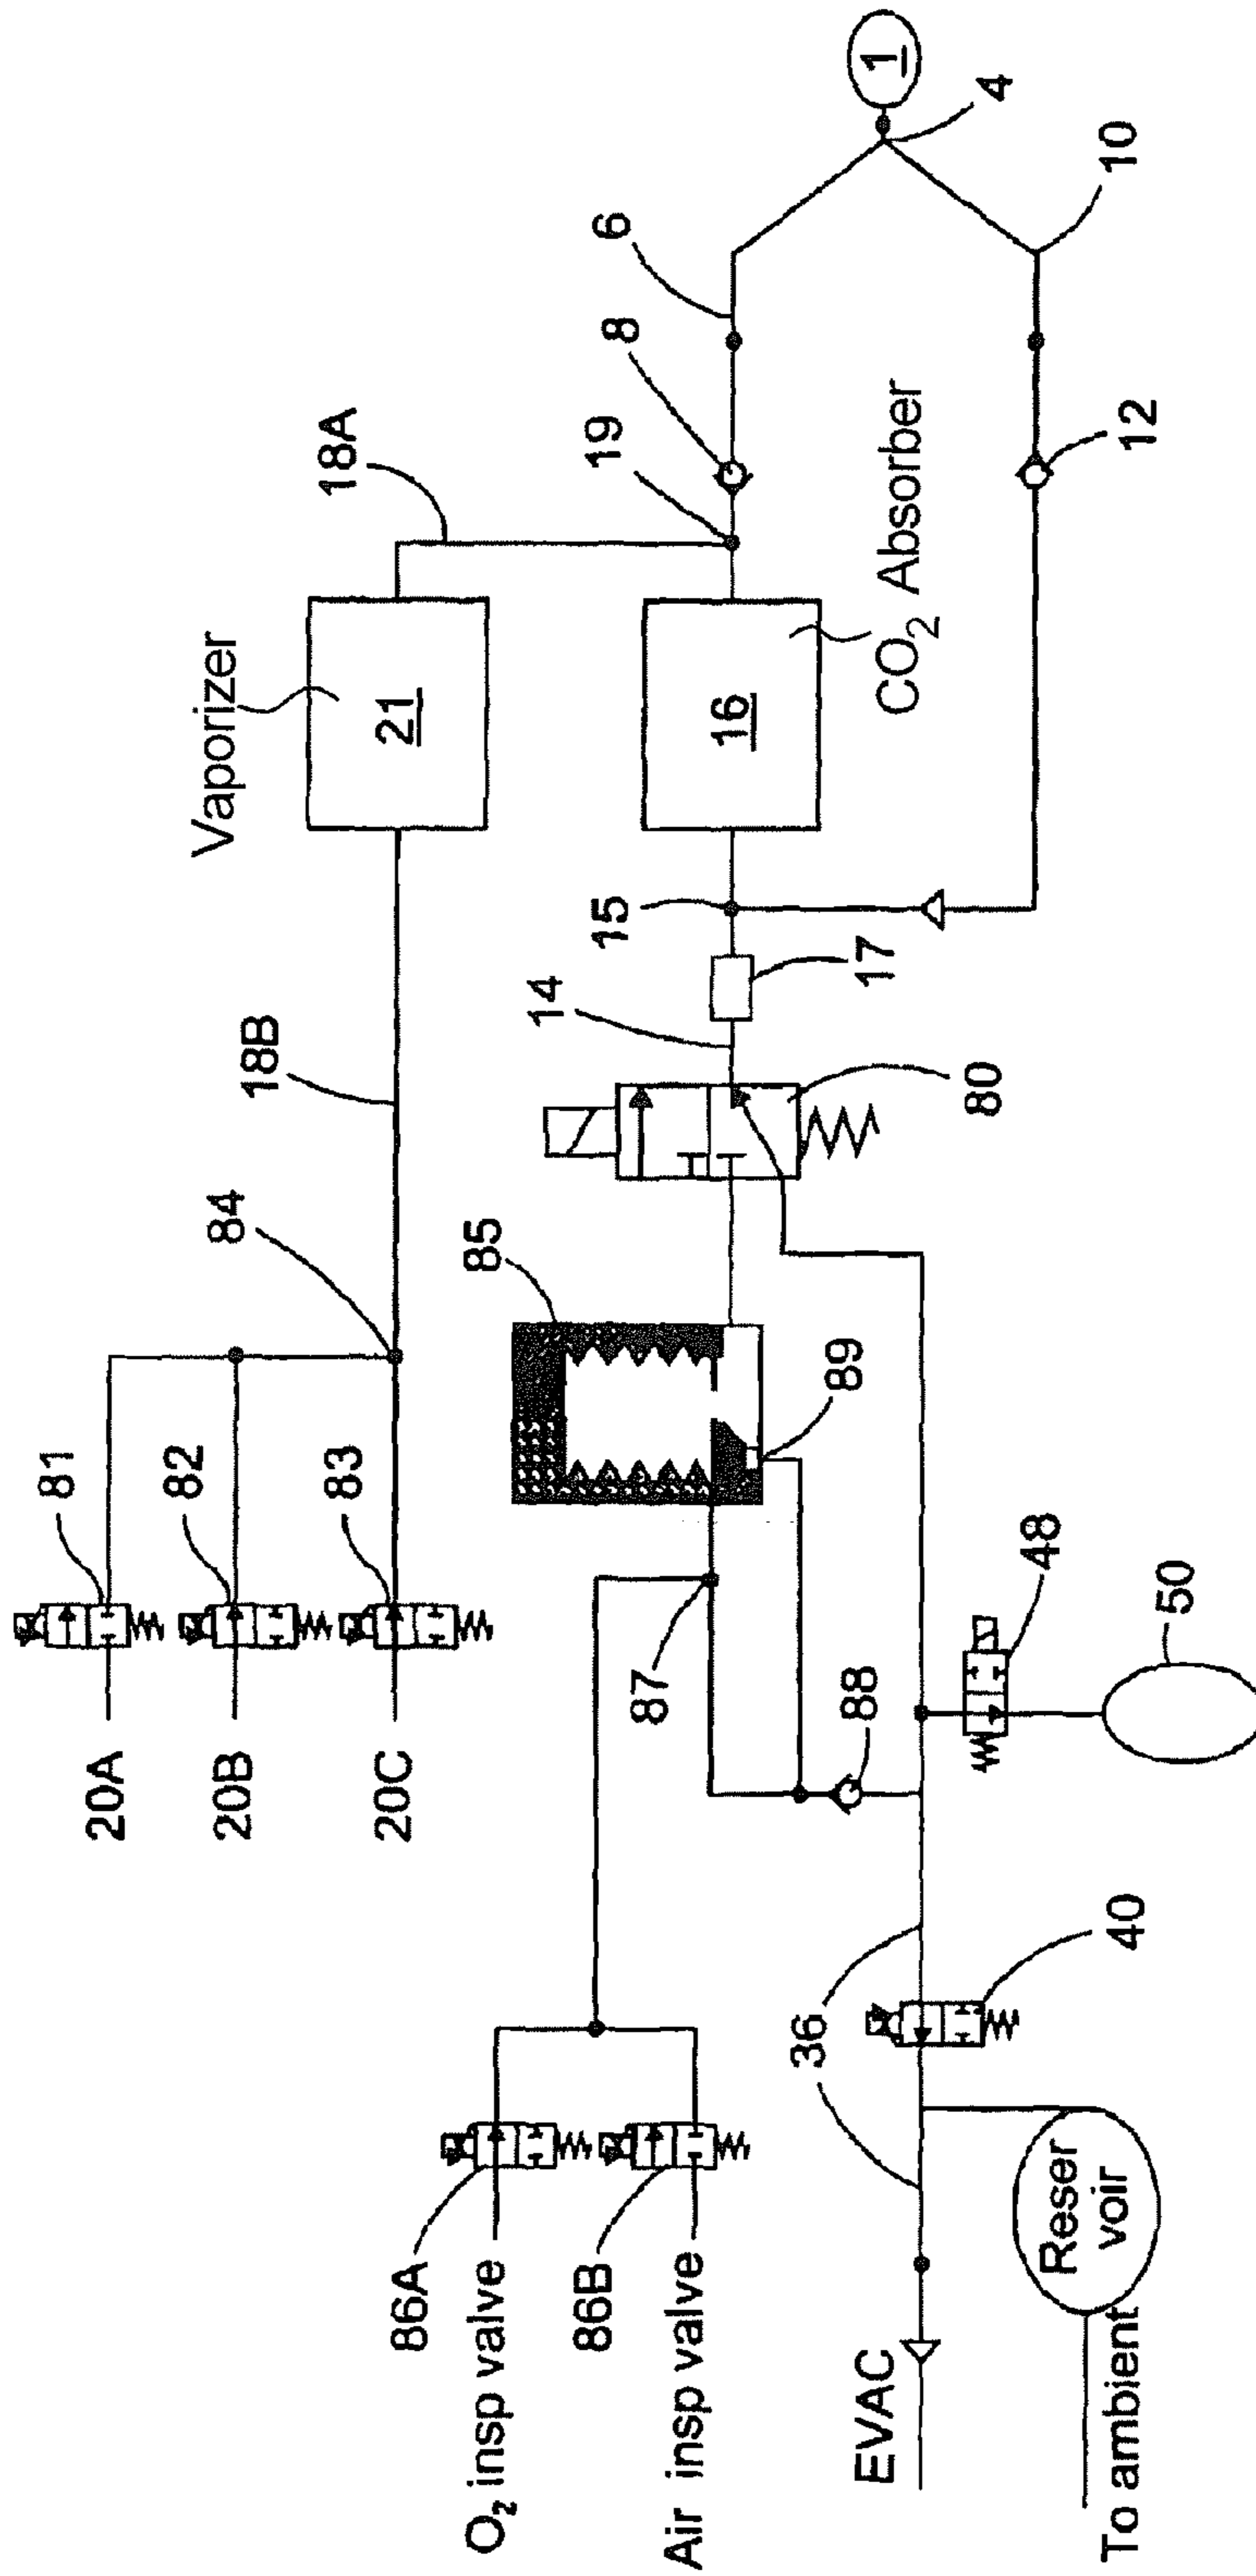 1
4
10
6
8
19
18A
12
CO2 Absorber
Vaporizer
21
16
15
17
14
18B
80
84
85
89
81
82
83
87
48
50
88
20A
20B
20C
40
36
86A
O2 insp valve
86B
Air insp valve
Reser
voir
EVAC
To ambient